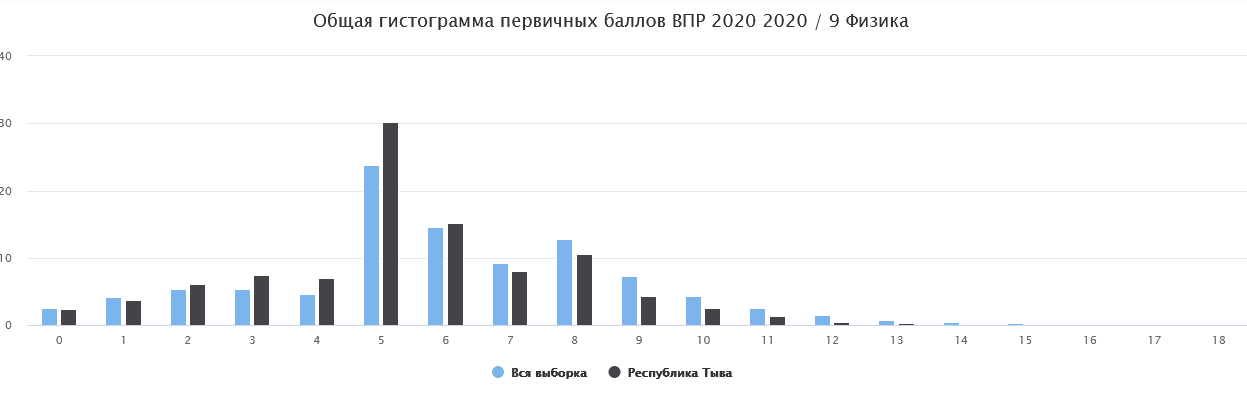 Общая гистограмма первичных баллов ВПР 2020 2020 / 9 Физика
40
30
20
10
0
0 1 2 3 4 5 6 7 8 9 10 11 12 13 14 15 16 17 18
Вся выборка Республика Тыва